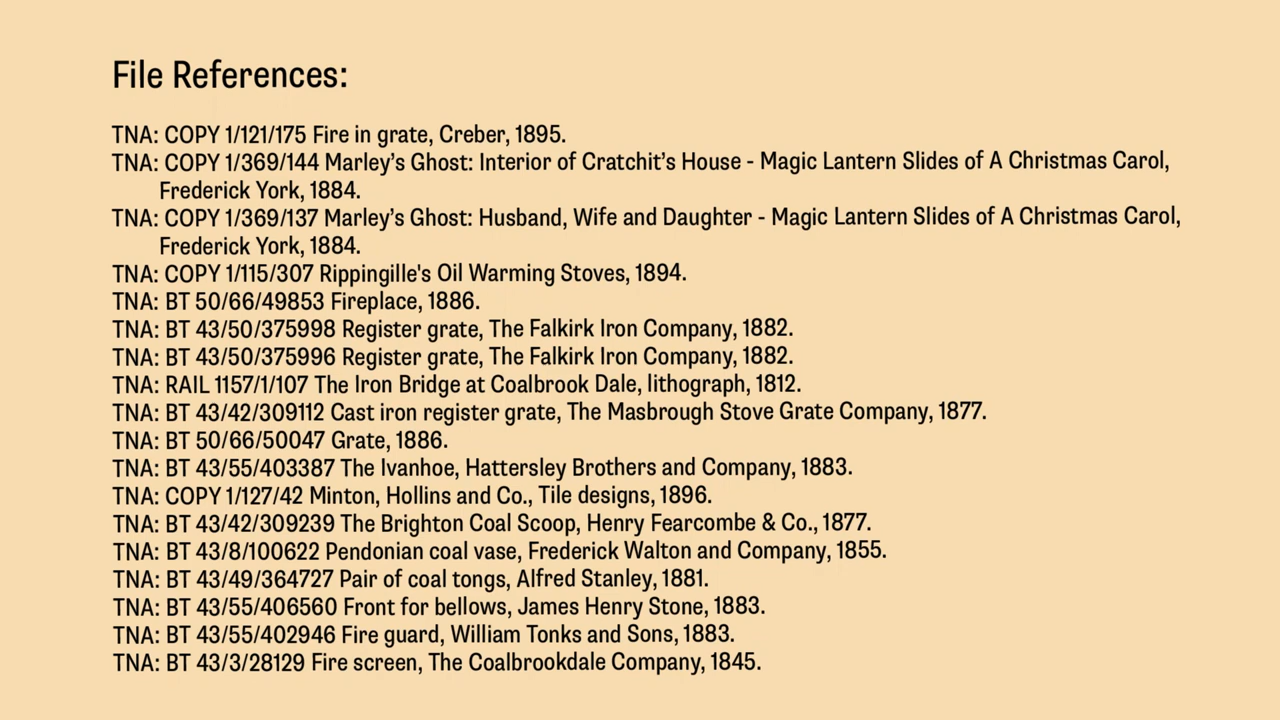 File References:
TNA: COPY 1/121/175 Fire in grate, Creber, 1895.
TNA: COPY 1/369/144 Marley’s Ghost: Interior of Cratchit’s House - Magic Lantern Slides of A Christmas Carol,
Frederick York, 1884.
TNA: COPY 1/369/137 Marley’s Ghost: Husband, Wife and Daughter - Magic Lantern Slides of A Christmas Carol,
Frederick York, 1884.
TNA: COPY 1/115/307 Rippingille's Oil Warming Stoves, 1894.
TNA: BT 50/66/49853 Fireplace, 1886.
TNA: BT 43/50/375998 Register grate, The Falkirk Iron Company, 1882.
TNA: BT 43/50/375996 Register grate, The Falkirk Iron Company, 1882.
TNA: RAIL 1157/1/107 The Iron Bridge at Coalbrook Dale, lithograph, 1812.
TNA: BT 43/42/309112 Cast iron register grate, The Masbrough Stove Grate Company, 1877.
TNA: BT 50/66/50047 Grate, 1886.
TNA: BT 43/55/403387 The Ivanhoe, Hattersley Brothers and Company, 1883.
TNA: COPY 1/127/42 Minton, Hollins and Co., Tile designs, 1896.
TNA: BT 43/42/309239 The Brighton Coal Scoop, Henry Fearcombe & Co., 1877.
TNA: BT 43/8/100622 Pendonian coal vase, Frederick Walton and Company, 1855.
TNA: BT 43/49/364727 Pair of coal tongs, Alfred Stanley, 1881.
TNA: BT 43/55/406560 Front for bellows, James Henry Stone, 1883.
TNA: BT 43/55/402946 Fire guard, William Tonks and Sons, 1883.
TNA: BT 43/3/28129 Fire screen, The Coalbrookdale Company, 1845.